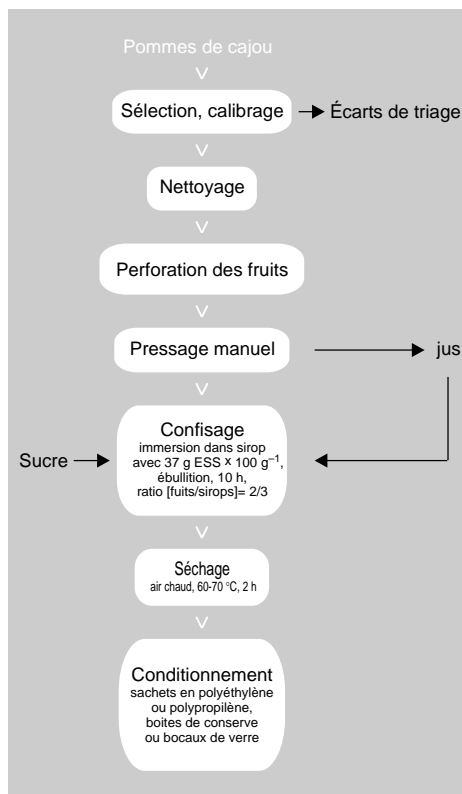 Pommes de cajou
Sélection, calibrage
Écarts de triage
Nettoyage
Perforation des fruits
Pressage manuel
jus
Confisage
immersion dans sirop
avec 37 g ESS x 100 g⁻¹,
ébullition, 10 h,
ratio [fuits/sirops]= 2/3
Sucre
Séchage
air chaud, 60-70 °C, 2 h
Conditionnement
sachets en polyéthylène
ou polypropilène,
boites de conserve
ou bocaux de verre